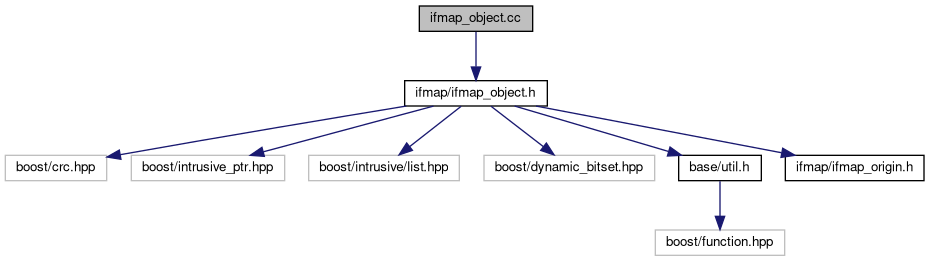 ifmap_object.cc
ifmap/ifmap_object.h
boost/crc.hpp
boost/intrusive_ptr.hpp
boost/intrusive/list.hpp
boost/dynamic_bitset.hpp
base/util.h
ifmap/ifmap_origin.h
boost/function.hpp